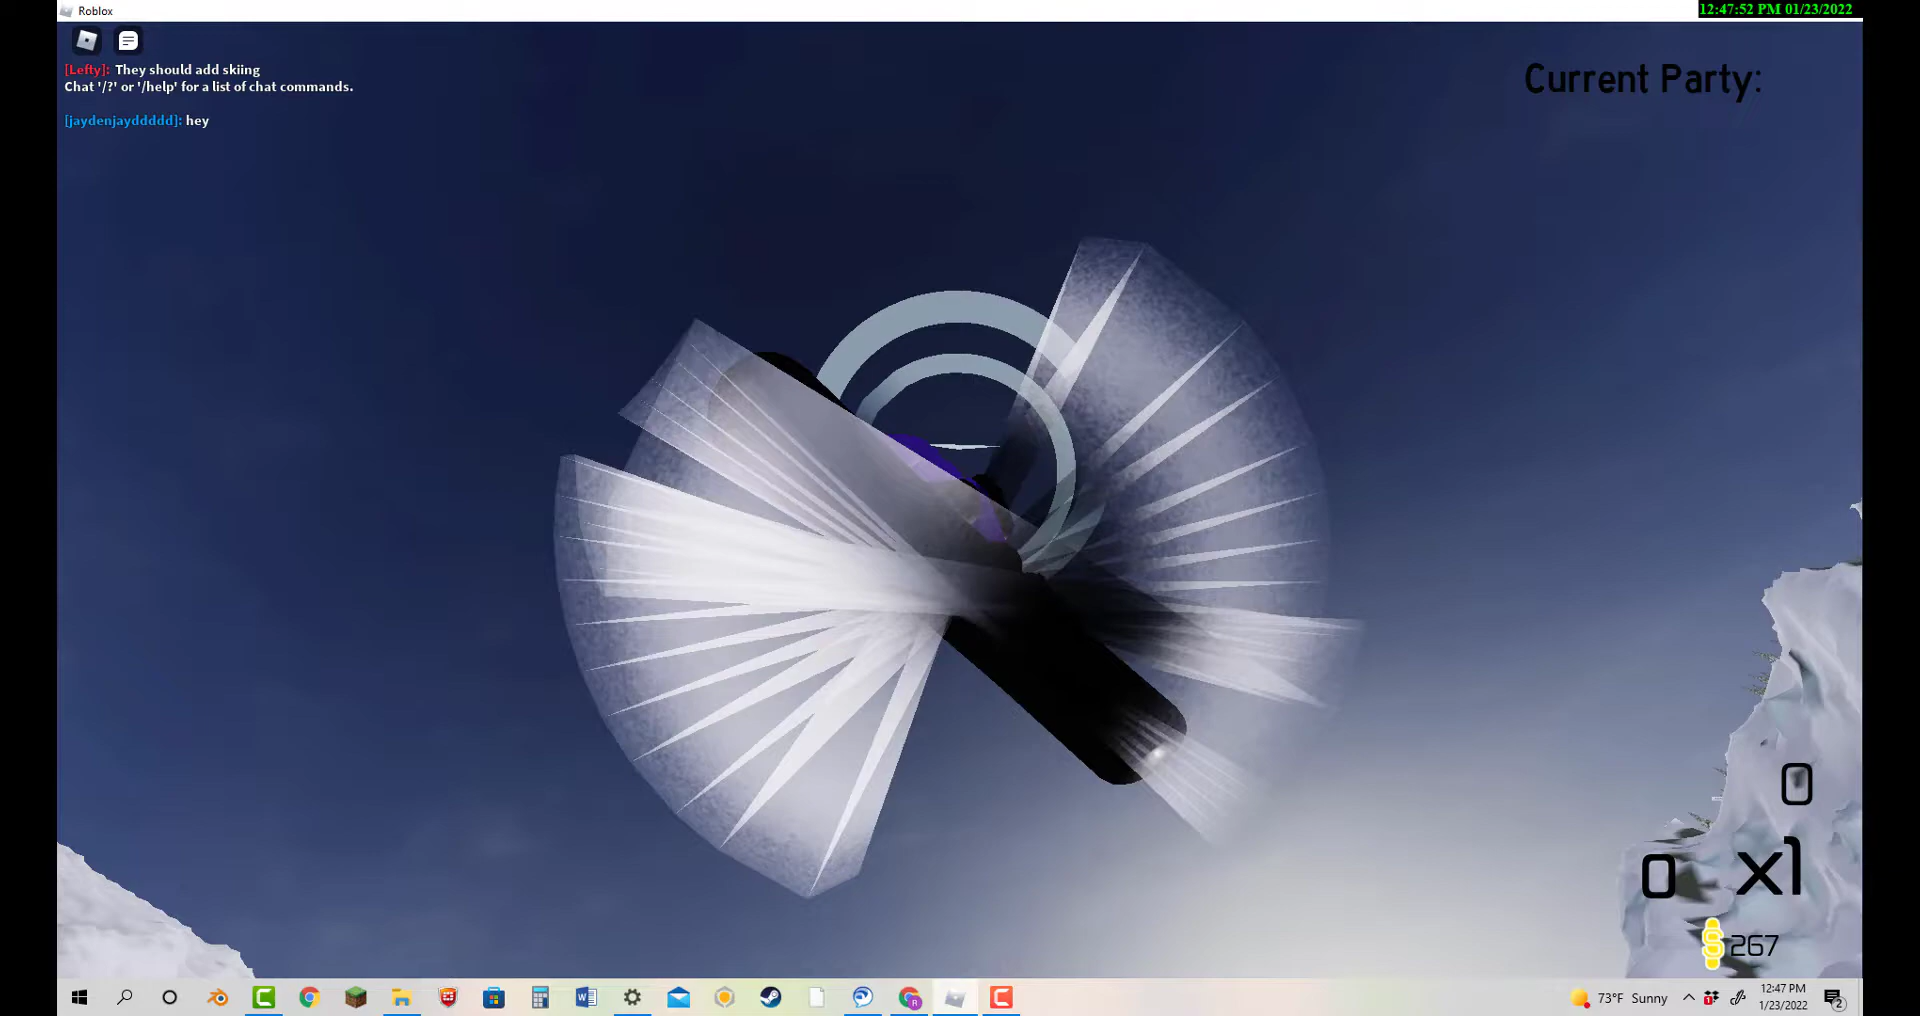 Roblox
12:47:52 PM 01/23/2022
[Lefty]: They should add skiing
Chat '/?' or '/help' for a list of chat commands.
[jaydenjayddddd]: hey
Current Party:
0
0 x1
267
73°F Sunny
12:47 PM
1/23/2022
2